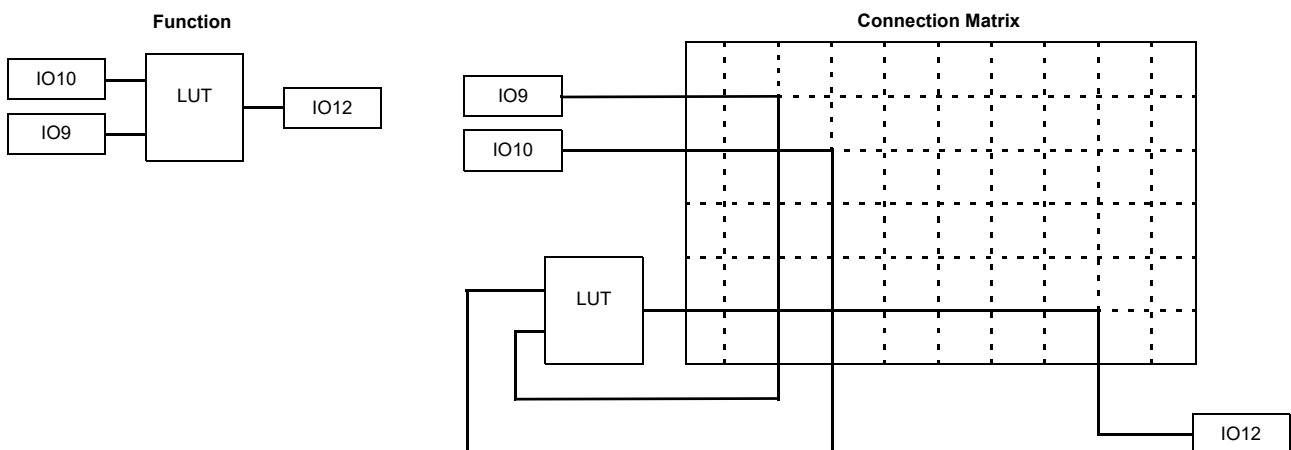 Function
IO10
IO9
LUT
IO12
Connection Matrix
IO9
IO10
LUT
IO12